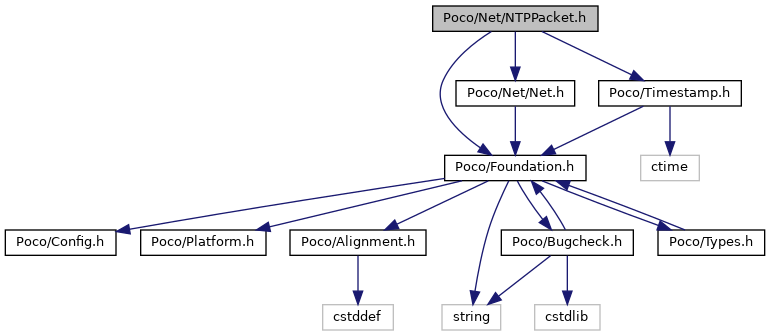 Poco/Net/NTPPacket.h
Poco/Net/Net.h
Poco/Timestamp.h
Poco/Foundation.h
ctime
Poco/Config.h
Poco/Platform.h
Poco/Alignment.h
Poco/Bugcheck.h
Poco/Types.h
cstddef
string
cstdlib